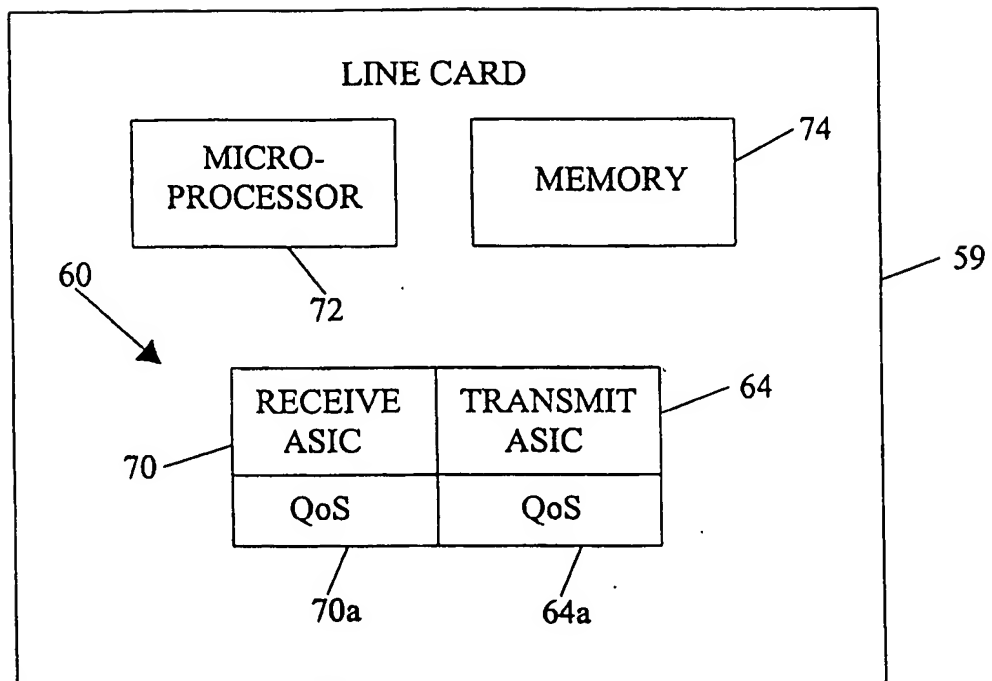 LINE CARD
MICRO-
PROCESSOR
MEMORY
74
59
60
72
RECEIVE
ASIC
TRANSMIT
ASIC
64
70
QoS
QoS
70a
64a